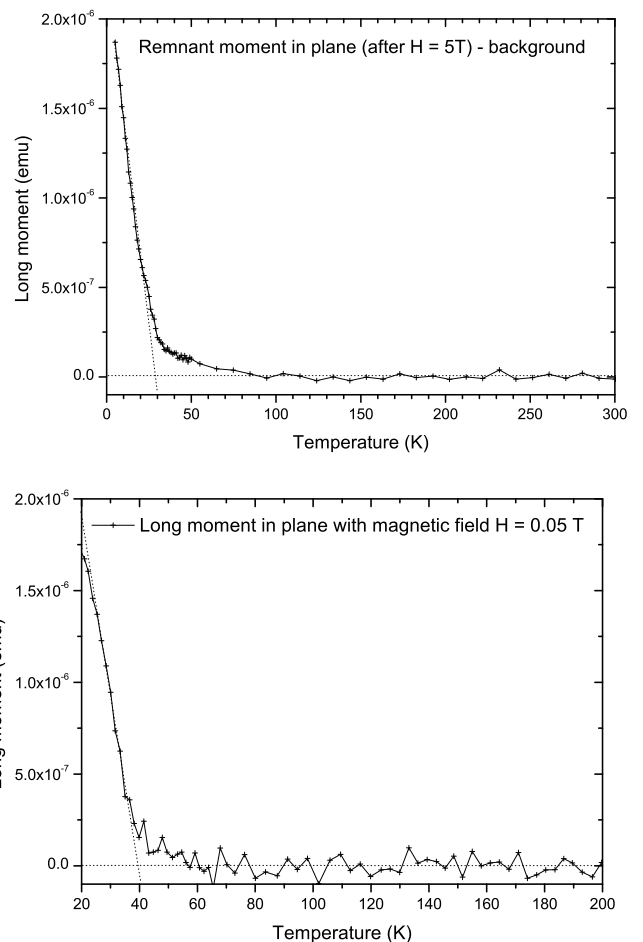 2.0x10-6
Remnant moment in plane (after H = 5T) - background
1.5x10-6
1.0x10-6
5.0x10-7
0.0
Long moment (emu)
0 50 100 150 200 250 300
Temperature (K)
2.0x10-6
Long moment in plane with magnetic field H = 0.05 T
1.5x10-6
1.0x10-6
5.0x10-7
0.0
20 40 60 80 100 120 140 160 180 200
Temperature (K)